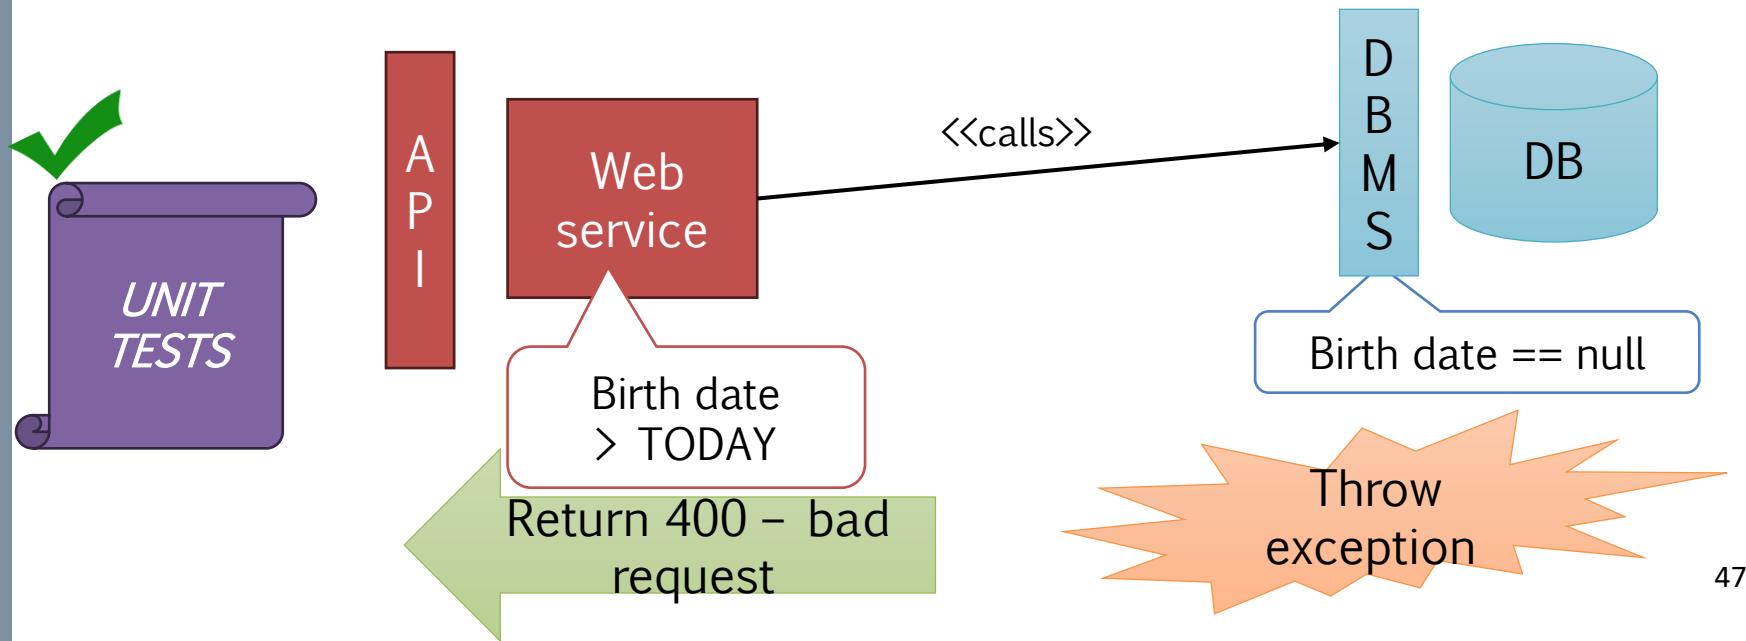 UNIT
TESTS
A
P
I
Web
service
<<calls>>
D
B
M
S
DB
Birth date
> TODAY
Birth date == null
Return 400 – bad
request
Throw
exception
47